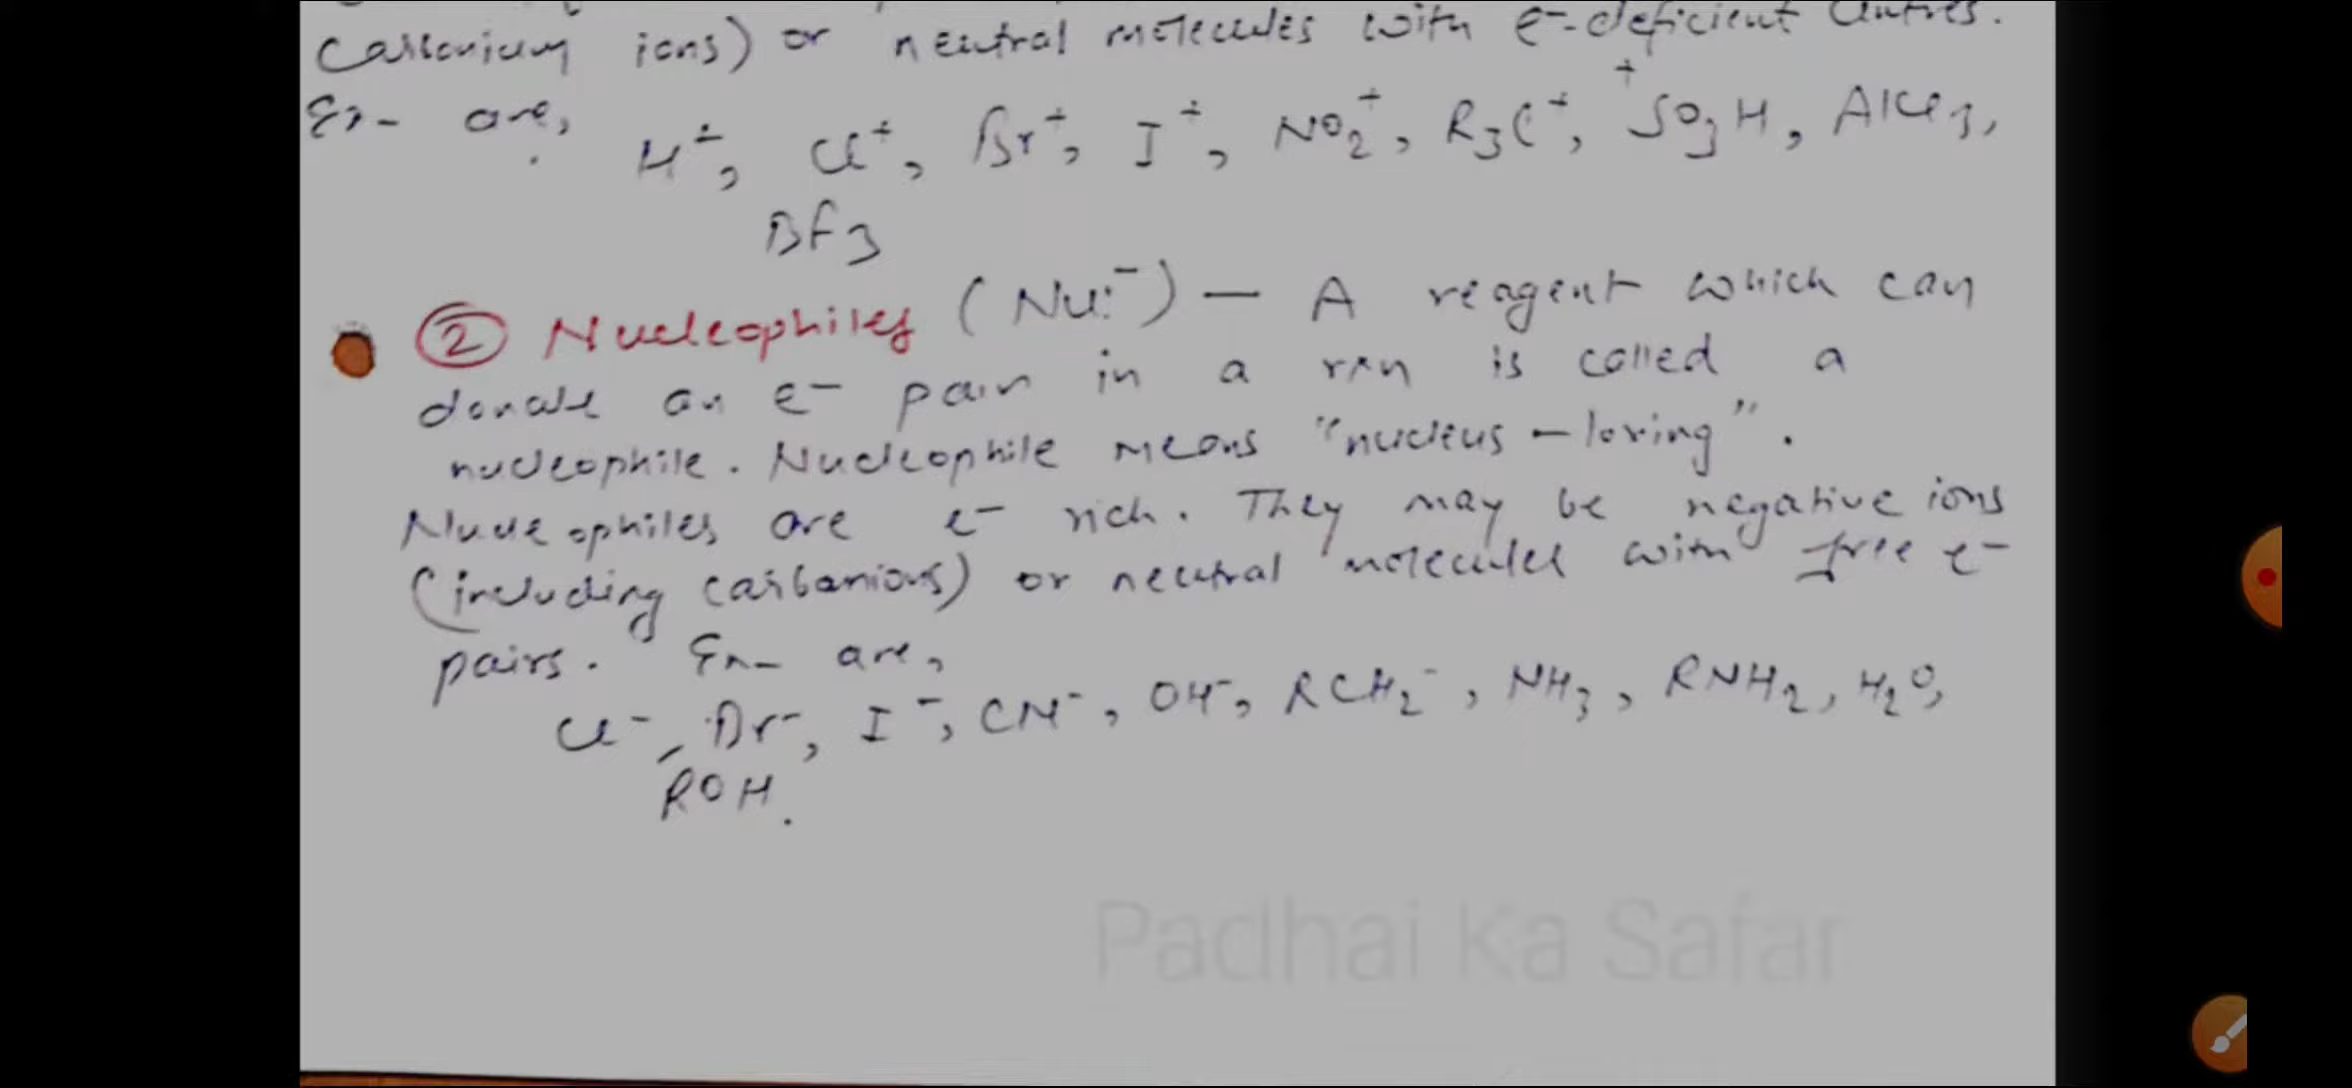 carbonium ions) or neutral molecules with e⁻-deficient centres.
Ex- are,
H⁺, Cl⁺, Br⁺, I⁺, NO₂⁺, R₃C⁺, ⁺SO₃H, AlCl₃,
BF₃
② Nucleophiles (Nu:⁻) — A reagent which can
donate an e⁻ pair in a rxn is called a
nucleophile. Nucleophile means "nucleus-loving".
Nucleophiles are e⁻ rich. They may be negative ions
(including carbanions) or neutral molecules with free e⁻
pairs. Ex- are,
Cl⁻, Br⁻, I⁻, CN⁻, OH⁻, RCH₂⁻, NH₃, RNH₂, H₂O,
ROH.
Padhai Ka Safar